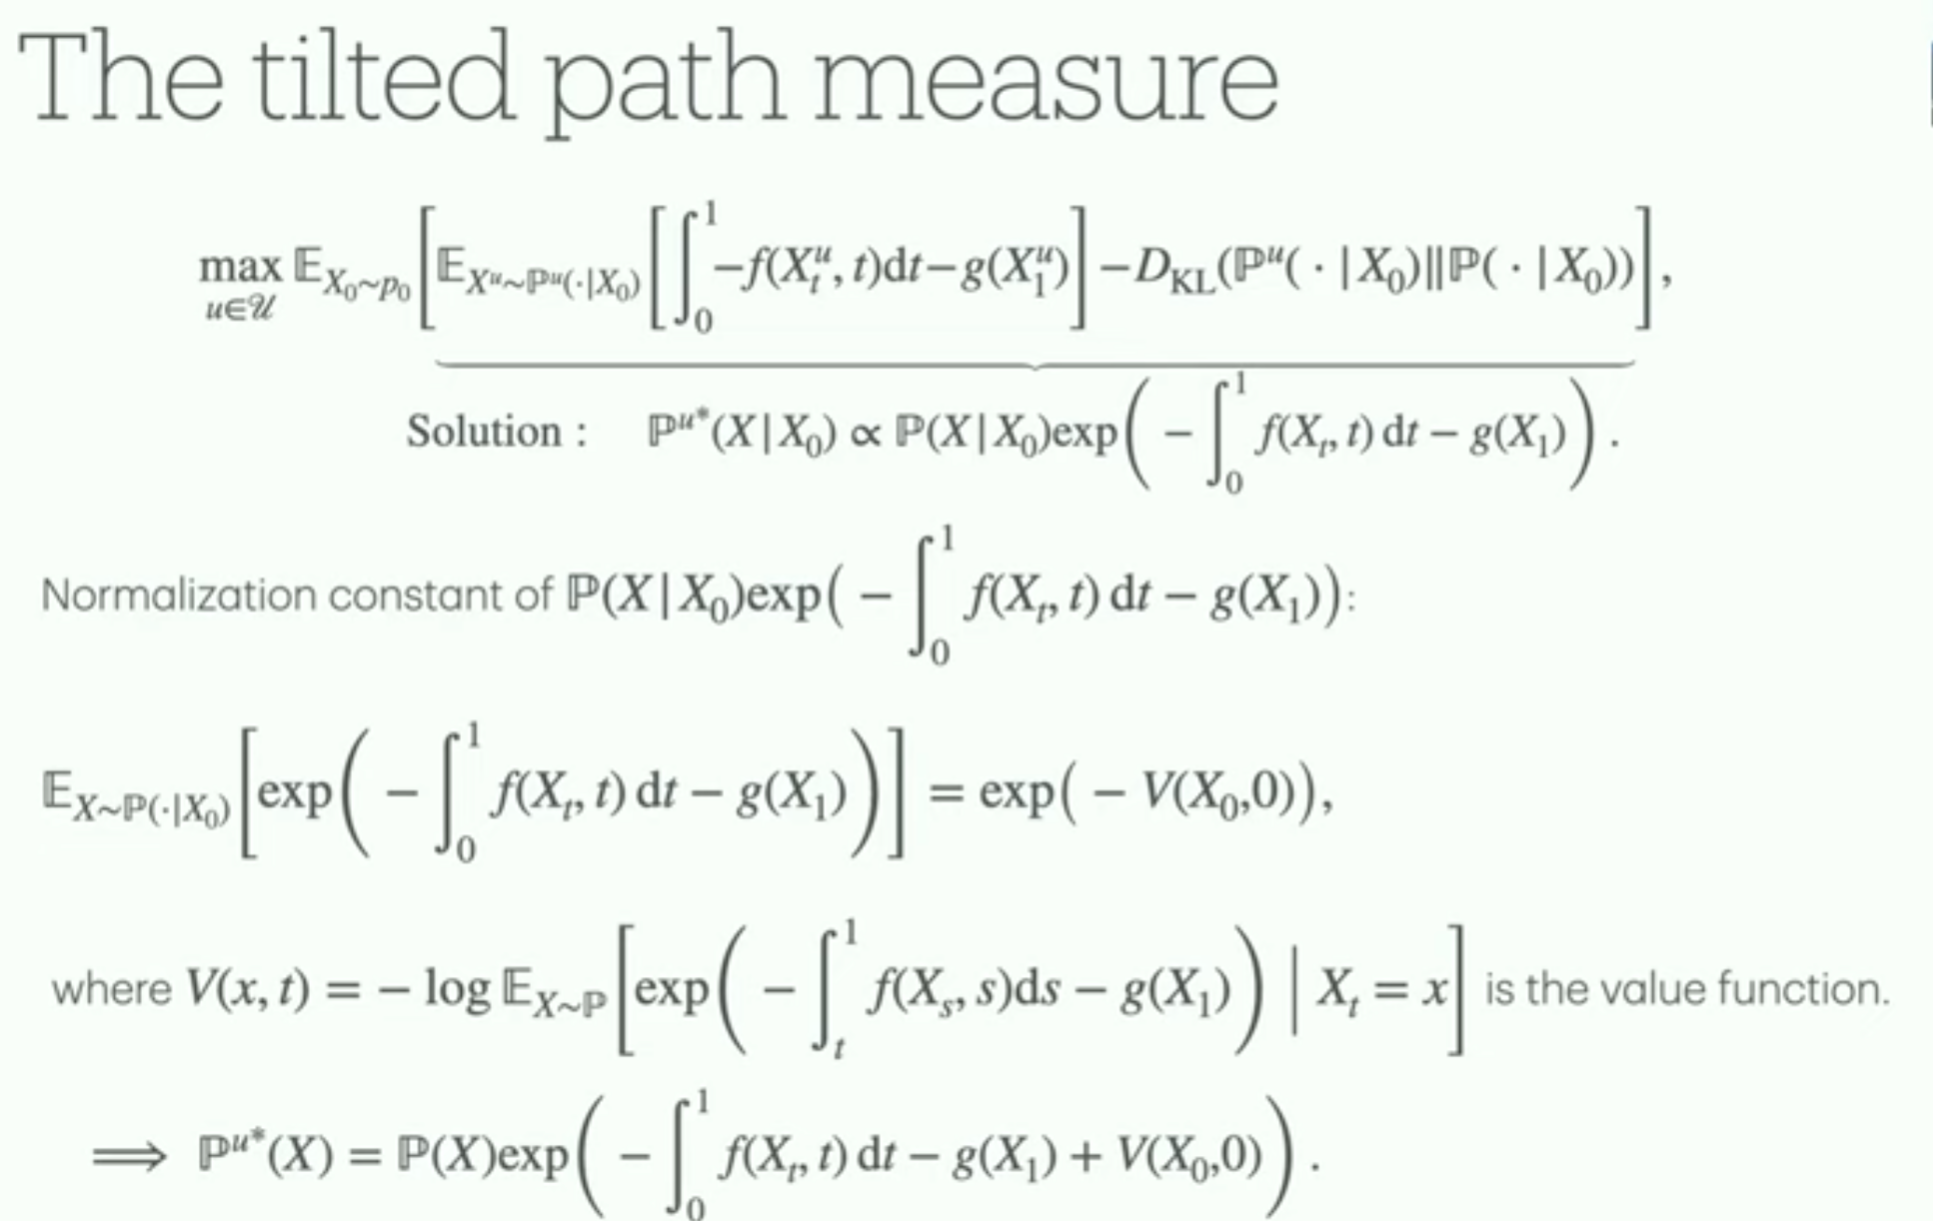 The tilted path measure
$\max_{u \in \mathcal{U}} \mathbb{E}_{X_0 \sim p_0} \left[ \mathbb{E}_{X^u \sim \mathbb{P}^u(\cdot | X_0)} \left[ \int_0^1 -f(X_t^u, t) \mathrm{d}t - g(X_1^u) \right] - D_{\mathrm{KL}}(\mathbb{P}^u(\cdot | X_0) \| \mathbb{P}(\cdot | X_0)) \right],$
Solution : $\mathbb{P}^{u^*}(X | X_0) \propto \mathbb{P}(X | X_0) \exp\left( - \int_0^1 f(X_t, t) \, \mathrm{d}t - g(X_1) \right).$
Normalization constant of $\mathbb{P}(X | X_0) \exp\left( - \int_0^1 f(X_t, t) \, \mathrm{d}t - g(X_1) \right)$:
$\mathbb{E}_{X \sim \mathbb{P}(\cdot | X_0)} \left[ \exp\left( - \int_0^1 f(X_t, t) \, \mathrm{d}t - g(X_1) \right) \right] = \exp\left( - V(X_0, 0) \right),$
where $V(x, t) = - \log \mathbb{E}_{X \sim \mathbb{P}} \left[ \exp\left( - \int_t^1 f(X_s, s) \mathrm{d}s - g(X_1) \right) \middle| X_t = x \right]$ is the value function.
$\Longrightarrow \mathbb{P}^{u^*}(X) = \mathbb{P}(X) \exp\left( - \int_0^1 f(X_t, t) \, \mathrm{d}t - g(X_1) + V(X_0, 0) \right).$